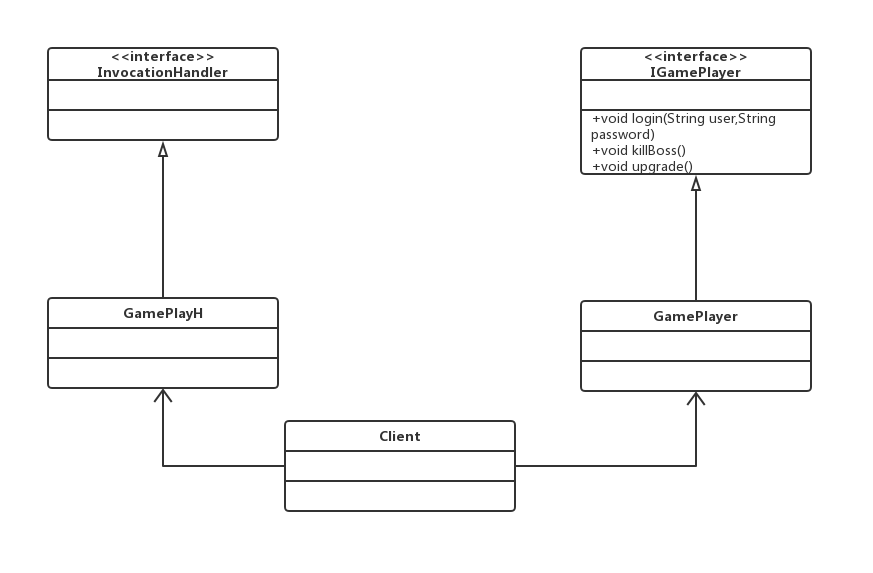 <<interface>>
InvocationHandler
<<interface>>
IGamePlayer
+void login(String user,String
password)
+void killBoss()
+void upgrade()
GamePlayH
GamePlayer
Client